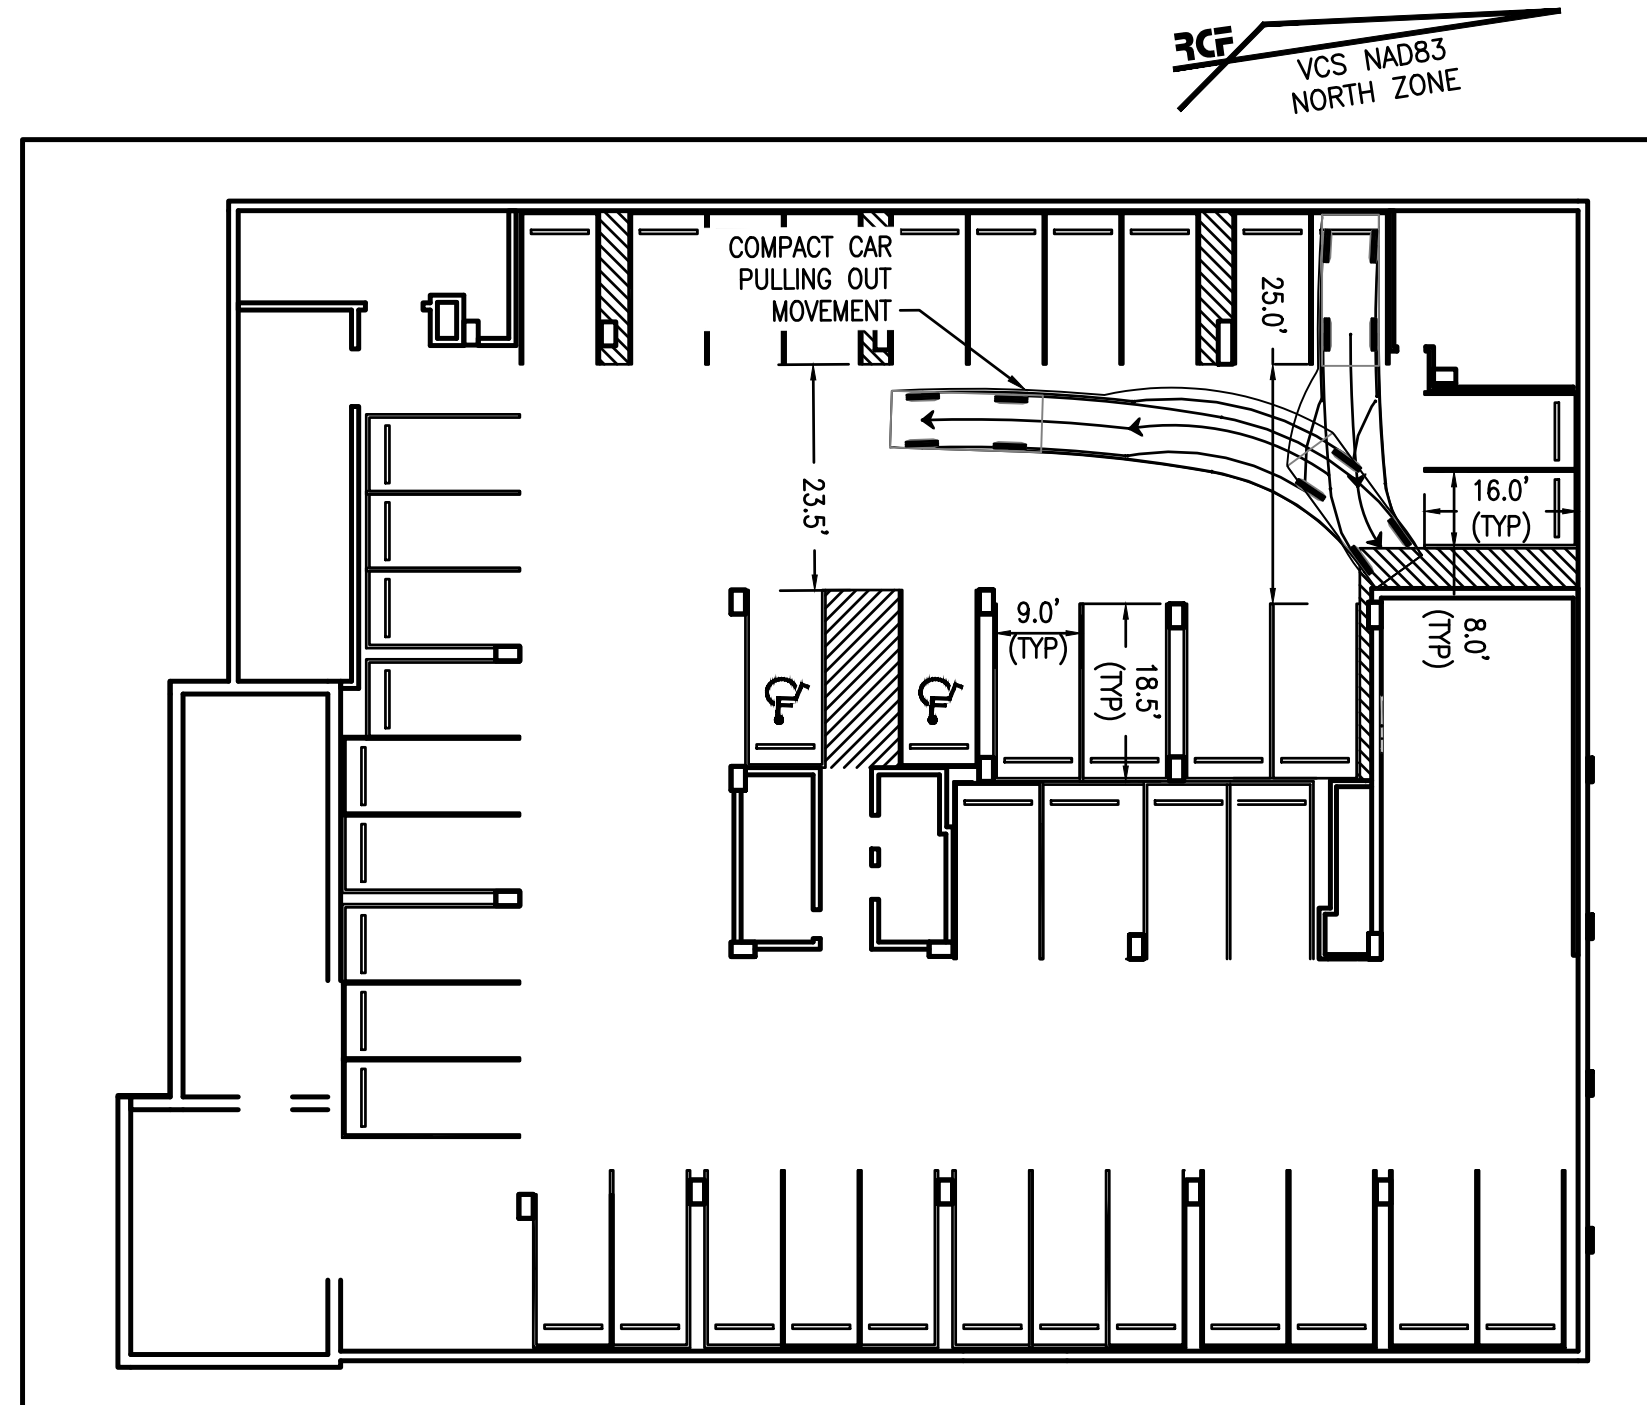 RCF
VCS NAD83
NORTH ZONE
COMPACT CAR
PULLING OUT
MOVEMENT
25.0'
23.5'
16.0'
(TYP)
9.0'
(TYP)
18.5'
(TYP)
8.0'
(TYP)